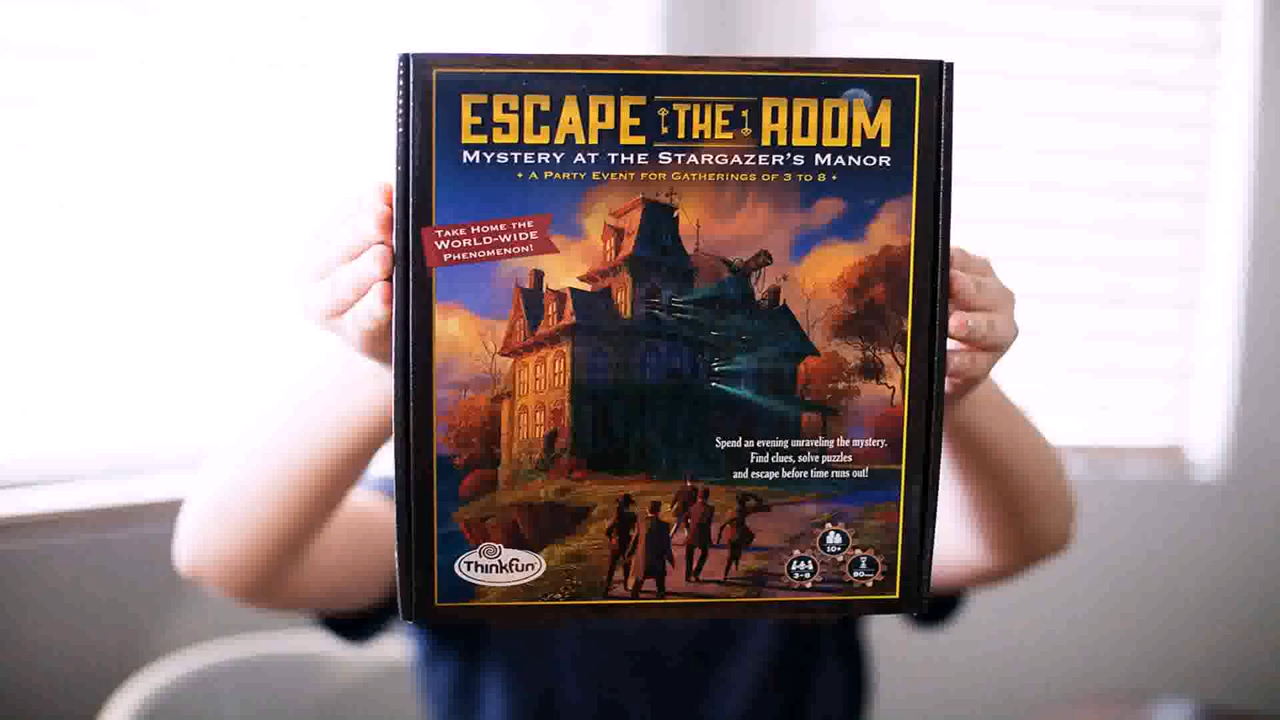 ESCAPE THE ROOM
MYSTERY AT THE STARGAZER'S MANOR
A PARTY EVENT FOR GATHERINGS OF 3 TO 8
TAKE HOME THE
WORLD-WIDE
PHENOMENON!
Spend an evening unraveling the mystery.
Find clues, solve puzzles
and escape before time runs out!
ThinkFun
10+
3-8